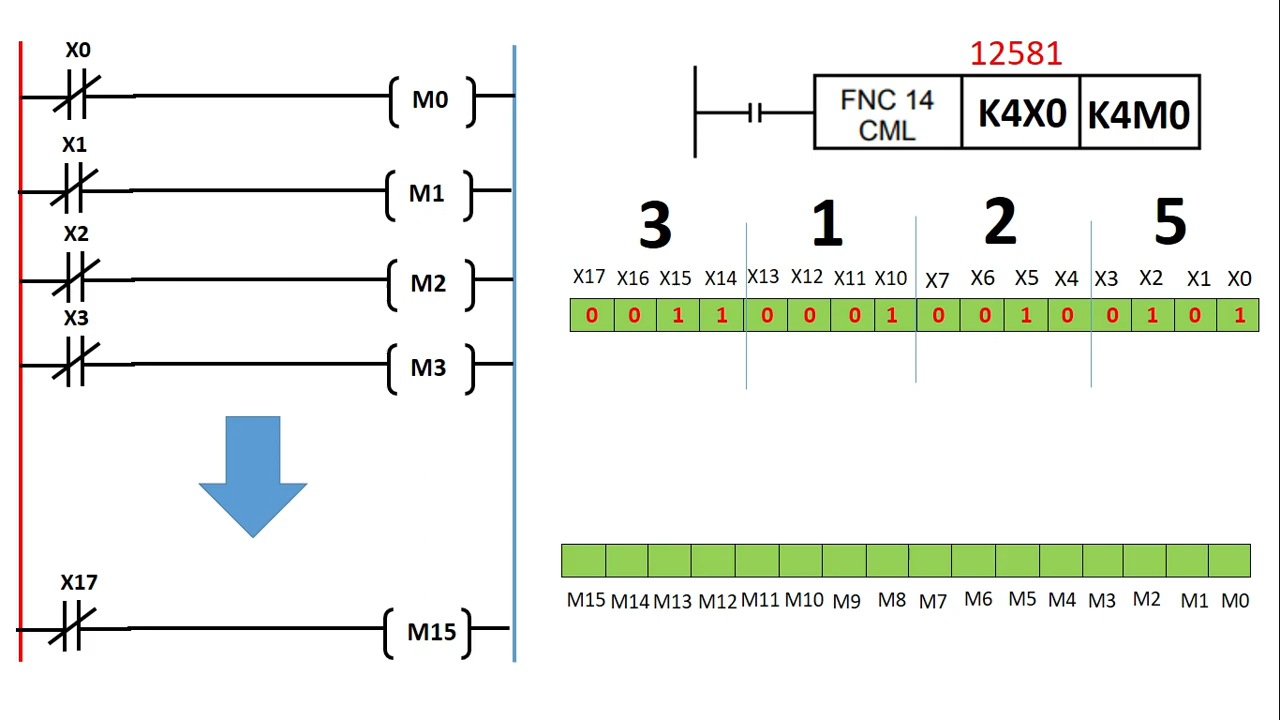 X0
M0
X1
M1
X2
M2
X3
M3
X17
M15
12581
FNC 14
CML
K4X0
K4M0
3 1 2 5
X17 X16 X15 X14 X13 X12 X11 X10 X7 X6 X5 X4 X3 X2 X1 X0
0 0 1 1 0 0 0 1 0 0 1 0 0 1 0 1
M15 M14 M13 M12 M11 M10 M9 M8 M7 M6 M5 M4 M3 M2 M1 M0